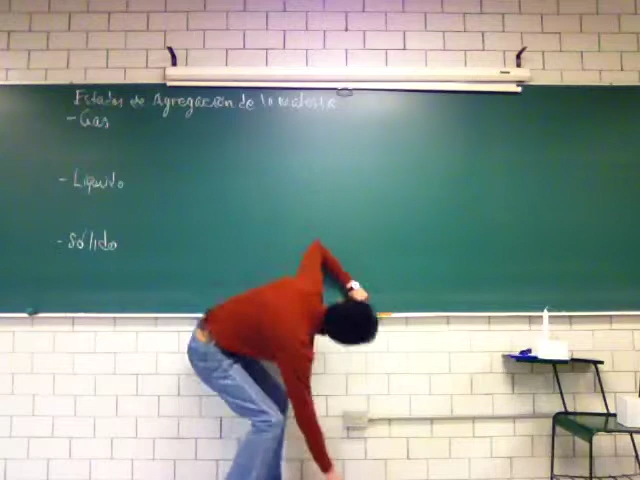 Estados de Agregación de la materia
- Gas
- Líquido
- Sólido